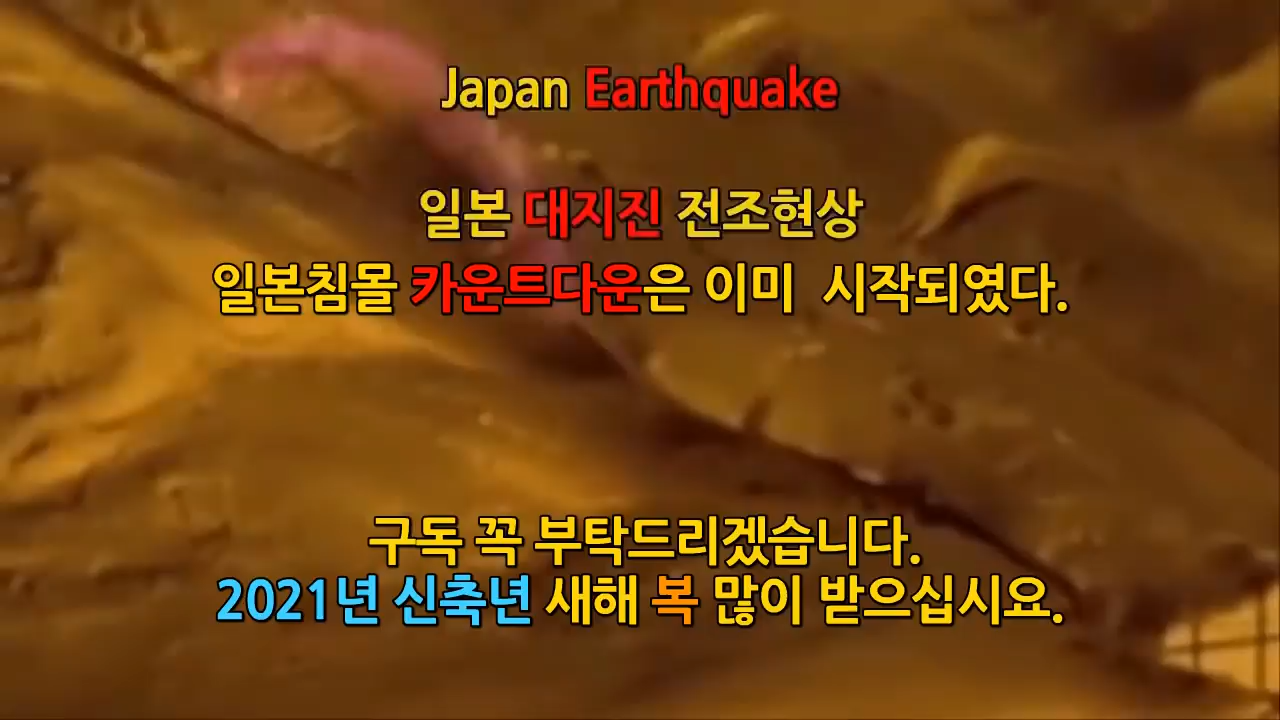 Japan Earthquake
일본 대지진 전조현상
일본침몰 카운트다운은 이미 시작되였다.
구독 꼭 부탁드리겠습니다.
2021년 신축년 새해 복 많이 받으십시요.